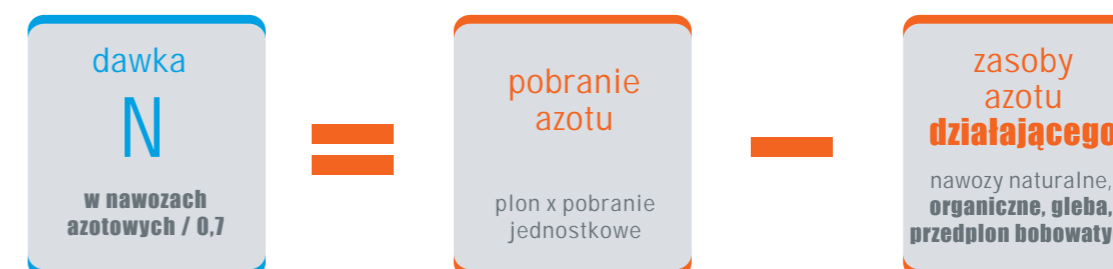 dawka
N
w nawozach
azotowych / 0,7
=
pobranie
azotu
plon x pobranie
jednostkowe
−
zasoby
azotu
działającego
nawozy naturalne,
organiczne, gleba,
przedplon bobowaty